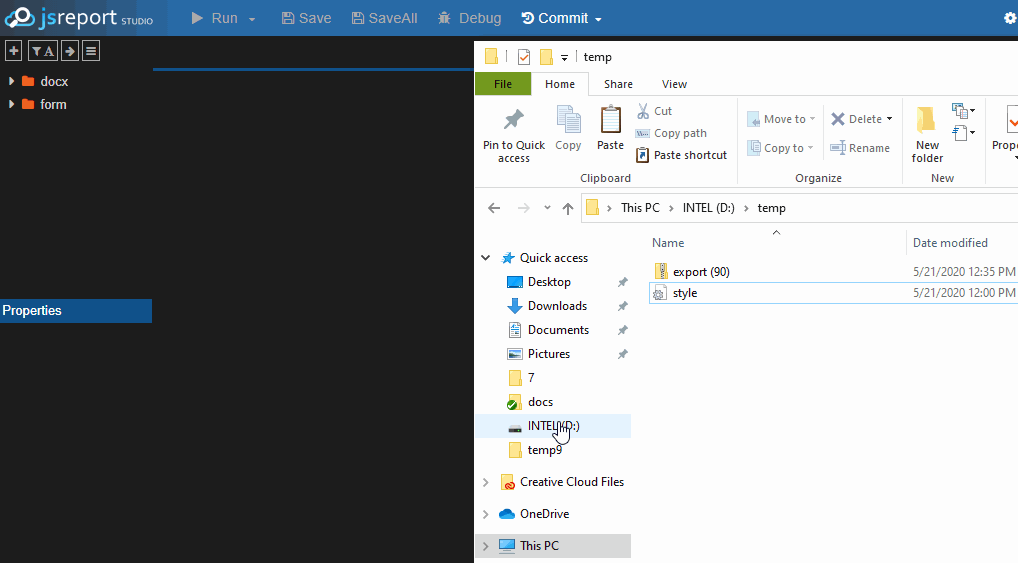 jsreport STUDIO Run Save SaveAll Debug Commit
A
docx
form
Properties
temp
File Home Share View
Pin to Quick access
Copy
Paste
Cut
Copy path
Paste shortcut
Clipboard
Move to
Copy to
Delete
Rename
Organize
New folder
New
Prope
This PC INTEL (D:) temp
Name Date modified
export (90) 5/21/2020 12:35 PM
style 5/21/2020 12:00 PM
Quick access
Desktop
Downloads
Documents
Pictures
7
docs
INTEL (D:)
temp9
Creative Cloud Files
OneDrive
This PC